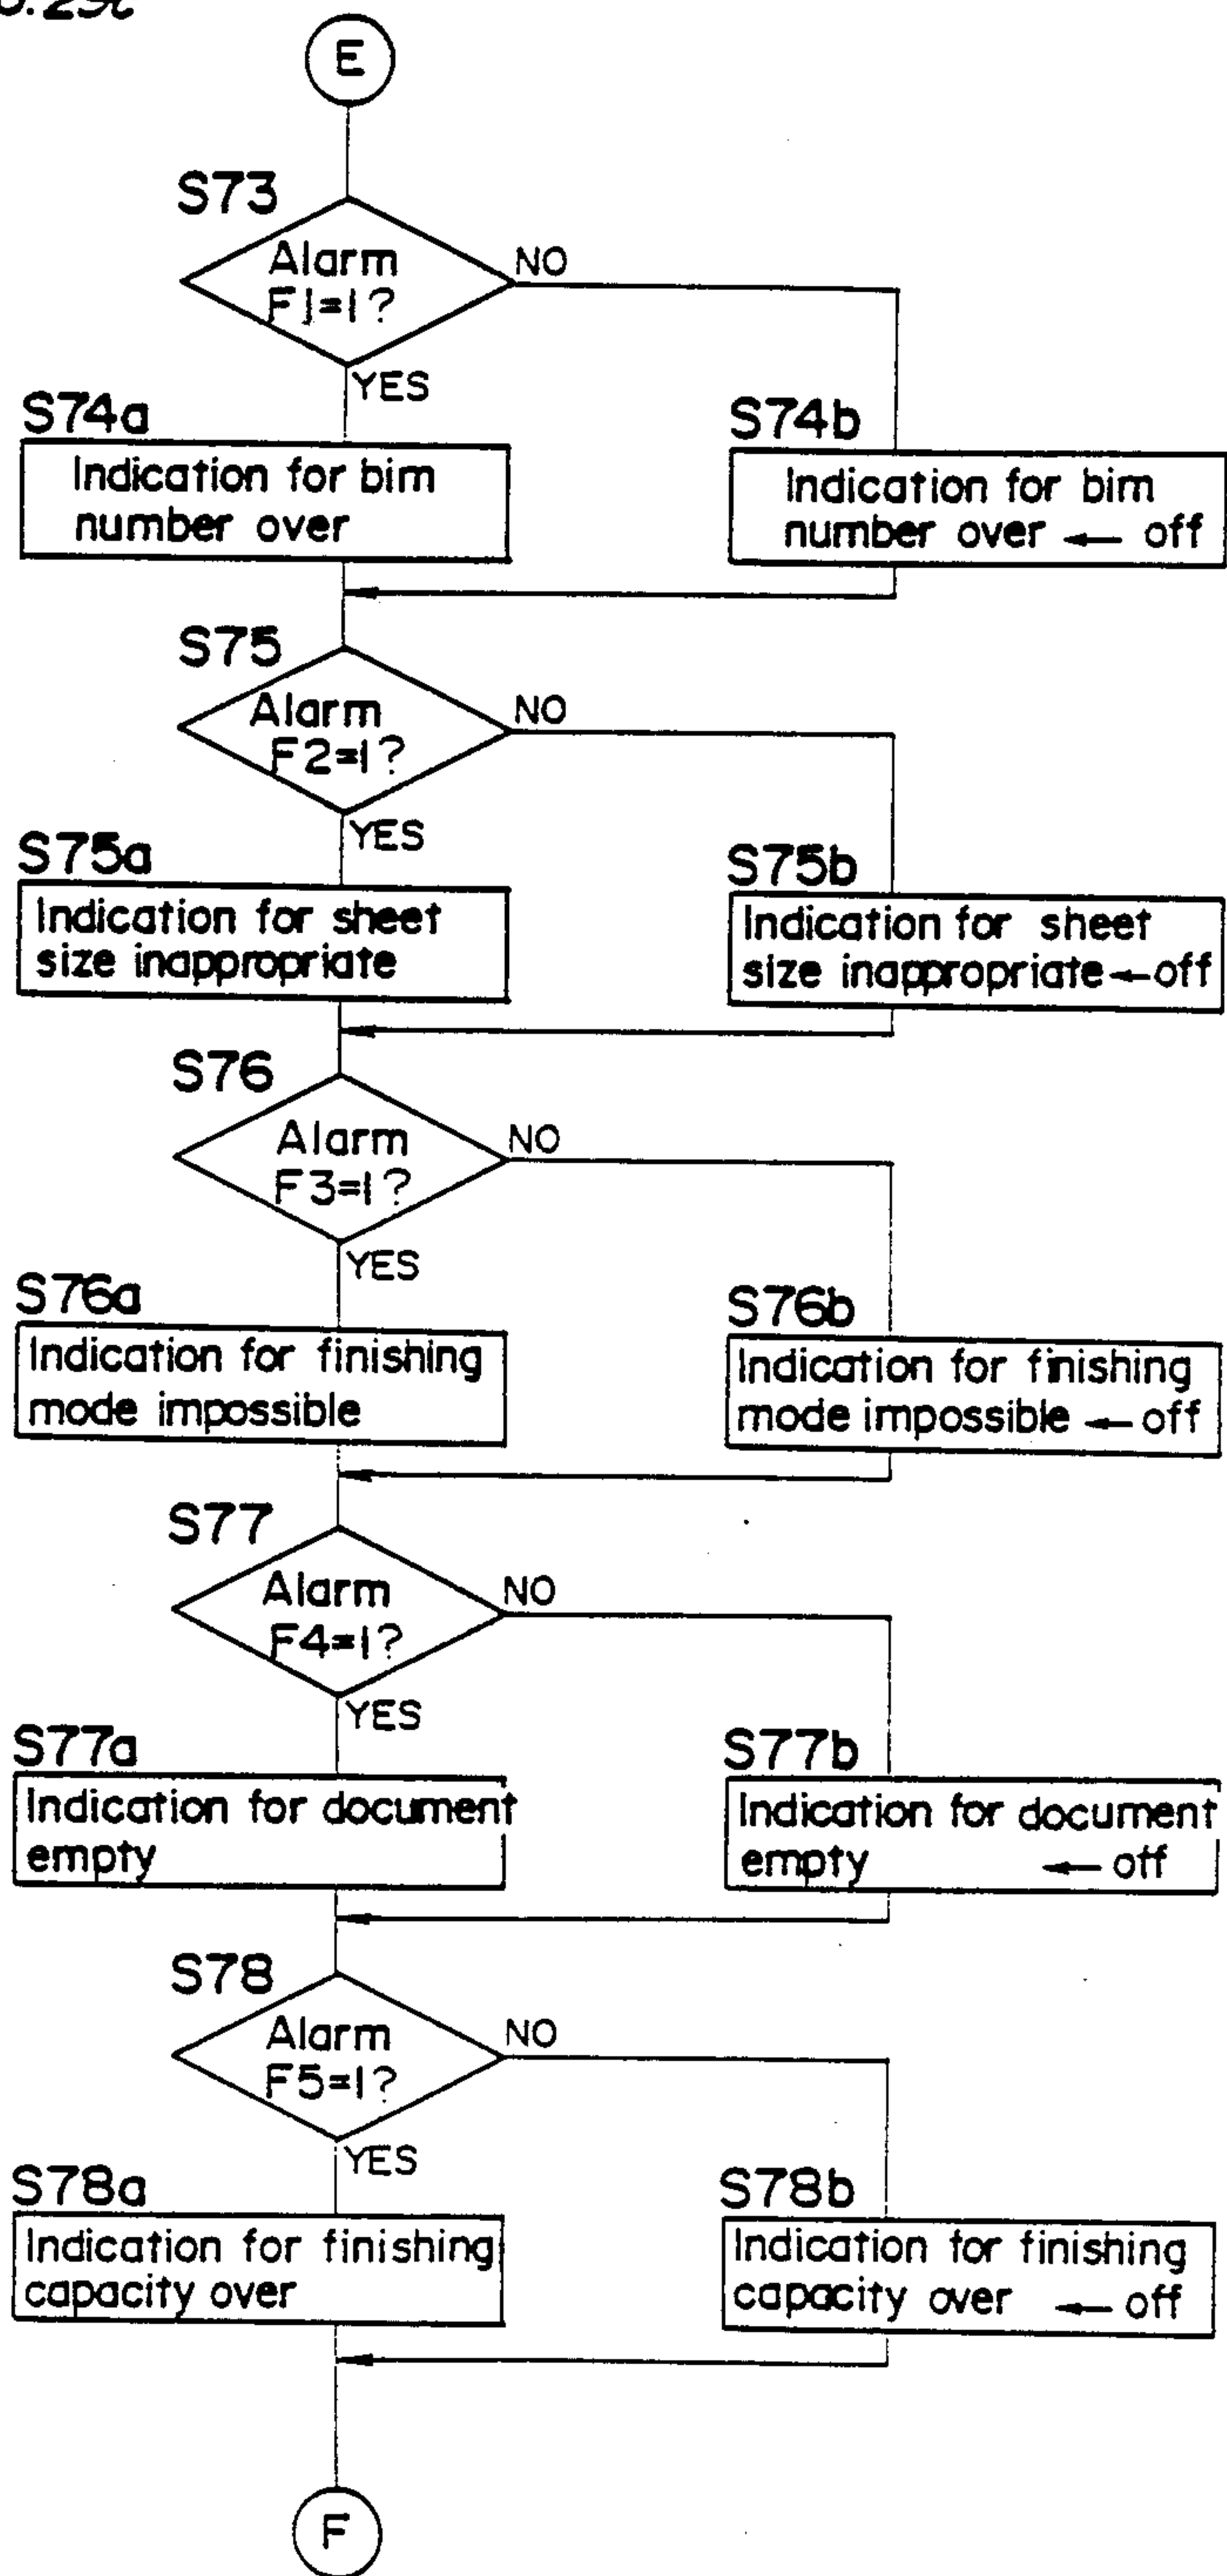 E
S73
Alarm
F1=1?
NO
YES
S74a
Indication for bim
number over
S74b
Indication for bim
number over ← off
S75
Alarm
F2=1?
NO
YES
S75a
Indication for sheet
size inappropriate
S75b
Indication for sheet
size inappropriate ← off
S76
Alarm
F3=1?
NO
YES
S76a
Indication for finishing
mode impossible
S76b
Indication for finishing
mode impossible ← off
S77
Alarm
F4=1?
NO
YES
S77a
Indication for document
empty
S77b
Indication for document
empty ← off
S78
Alarm
F5=1?
NO
YES
S78a
Indication for finishing
capacity over
S78b
Indication for finishing
capacity over ← off
F